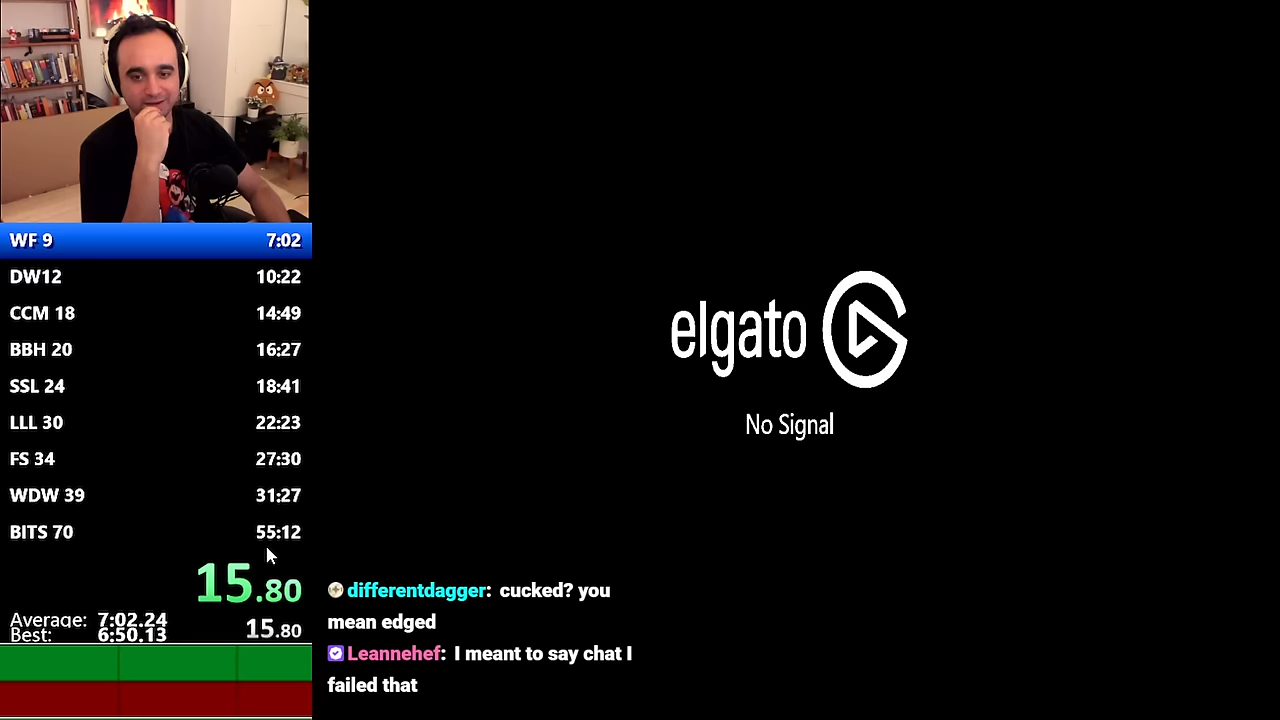 WF 9 7:02
DW12 10:22
CCM 18 14:49
BBH 20 16:27
SSL 24 18:41
LLL 30 22:23
FS 34 27:30
WDW 39 31:27
BITS 70 55:12
15.80
Average: 7:02.24
Best: 6:50.13
15.80
elgato
No Signal
differentdagger: cucked? you
mean edged
Leannehef: I meant to say chat I
failed that